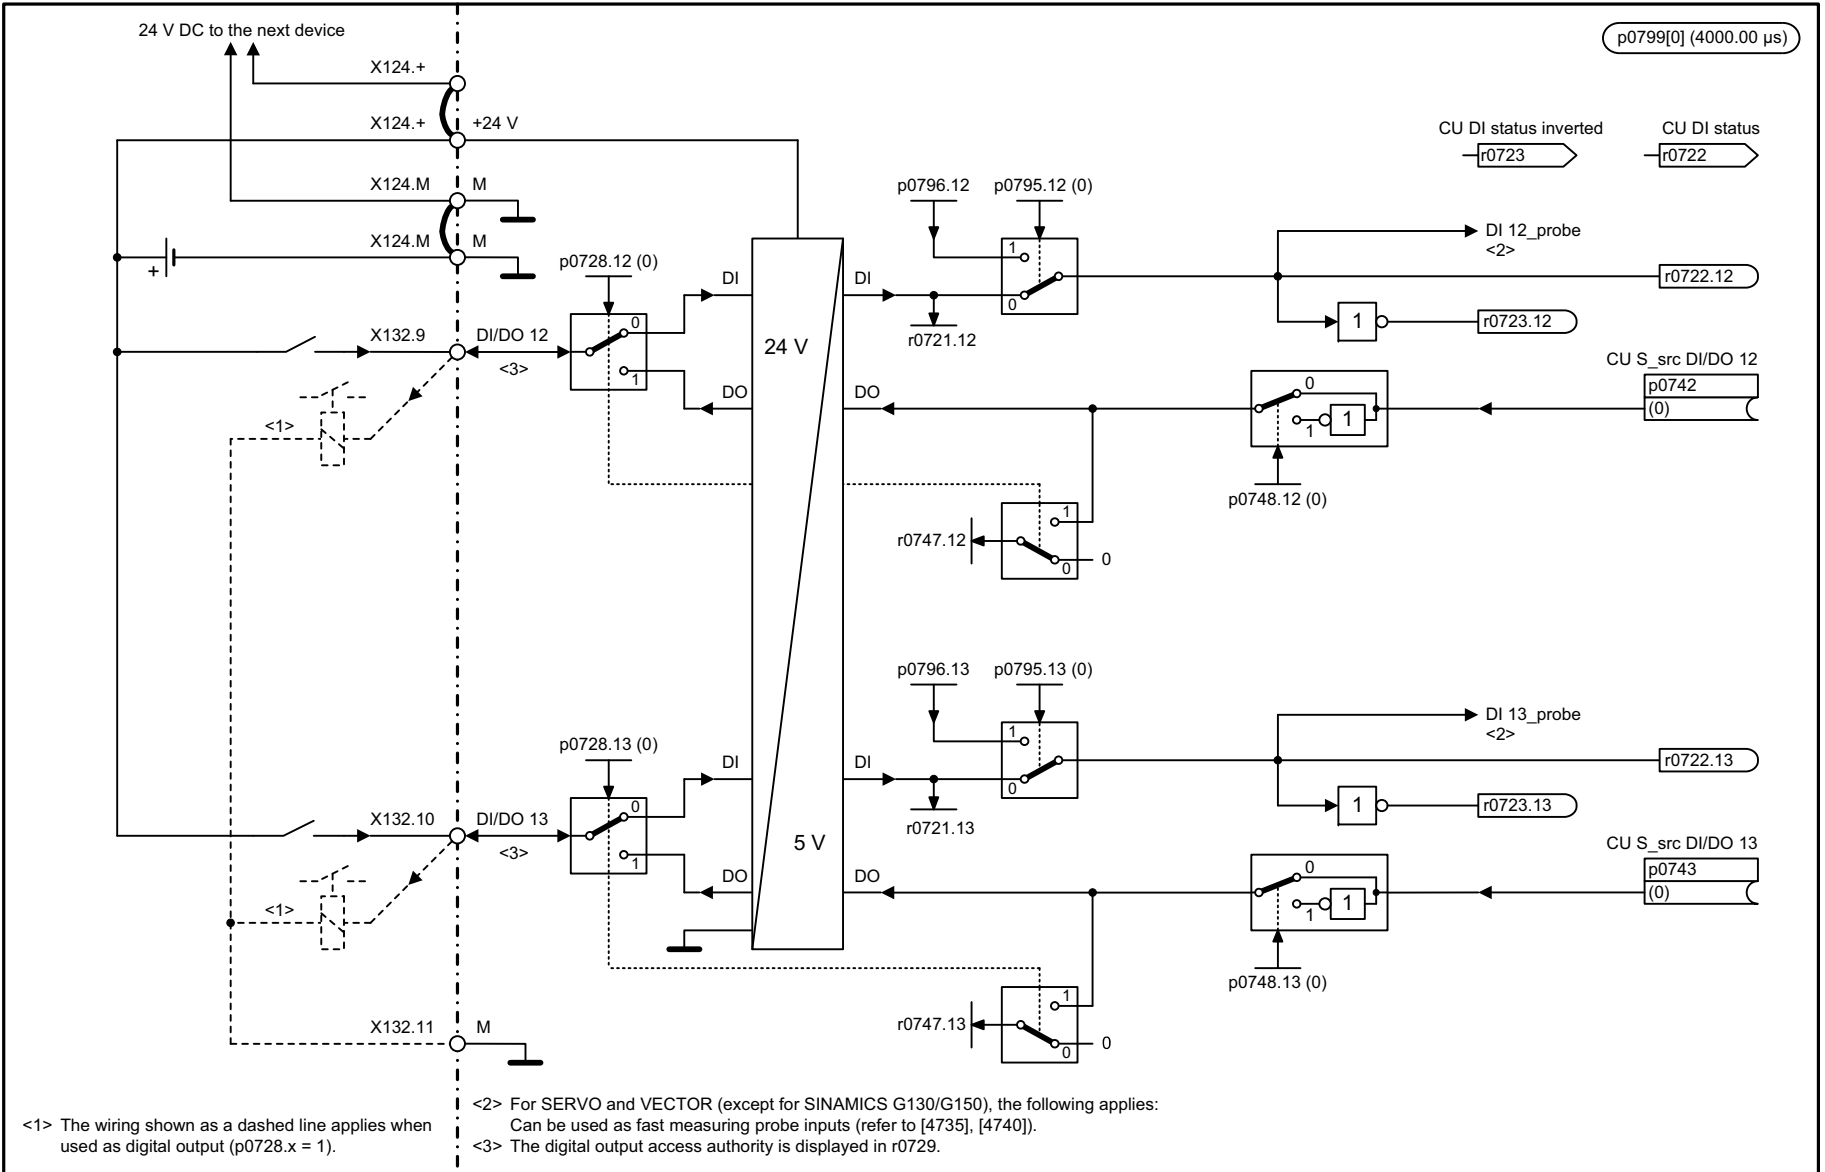 24 V DC to the next device
p0799[0] (4000.00 µs)
X124.+
X124.+ +24 V
CU DI status inverted CU DI status
r0723 r0722
X124.M M
p0796.12 p0795.12 (0)
X124.M M
1
DI 12_probe
<2>
+
p0728.12 (0)
DI DI
r0722.12
0
0
1
r0723.12
X132.9 DI/DO 12
<3>
24 V
r0721.12
CU S_src DI/DO 12
1
0
p0742
DO DO
(0)
<1>
1
1
p0748.12 (0)
1
r0747.12
0
0
p0796.13 p0795.13 (0)
1
DI 13_probe
<2>
p0728.13 (0)
DI DI
r0722.13
0
0
1
r0723.13
X132.10 DI/DO 13
<3>
5 V
r0721.13
CU S_src DI/DO 13
1
0
p0743
DO DO
(0)
<1>
1
1
p0748.13 (0)
1
r0747.13
0
0
X132.11 M
<1> The wiring shown as a dashed line applies when
used as digital output (p0728.x = 1).
<2> For SERVO and VECTOR (except for SINAMICS G130/G150), the following applies:
Can be used as fast measuring probe inputs (refer to [4735], [4740]).
<3> The digital output access authority is displayed in r0729.